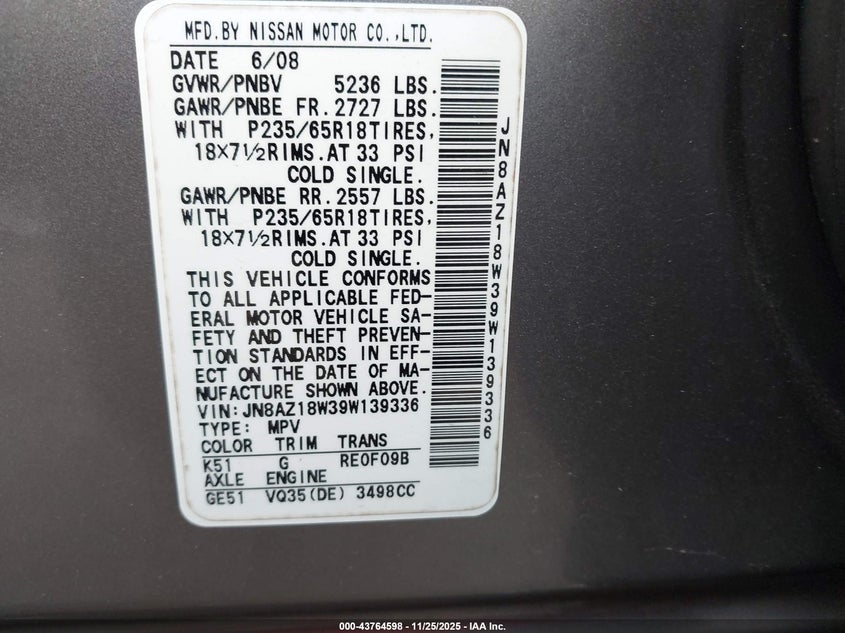 MFD.BY NISSAN MOTOR CO.,LTD.
DATE 6/08
GVWR/PNBV 5236 LBS.
GAWR/PNBE FR.2727 LBS.
WITH P235/65R18TIRES,
18×7½RIMS.AT 33 PSI
COLD SINGLE.
GAWR/PNBE RR.2557 LBS.
WITH P235/65R18TIRES,
18×7½RIMS.AT 33 PSI
COLD SINGLE.
THIS VEHICLE CONFORMS
TO ALL APPLICABLE FED-
ERAL MOTOR VEHICLE SA-
FETY AND THEFT PREVEN-
TION STANDARDS IN EFF-
ECT ON THE DATE OF MA-
NUFACTURE SHOWN ABOVE.
VIN:JN8AZ18W39W139336
TYPE: MPV
COLOR TRIM TRANS
K51 G RE0F09B
AXLE ENGINE
GE51 VQ35(DE) 3498CC
JN8AZ18W39W139336
000-43764598 - 11/25/2025 - IAA Inc.